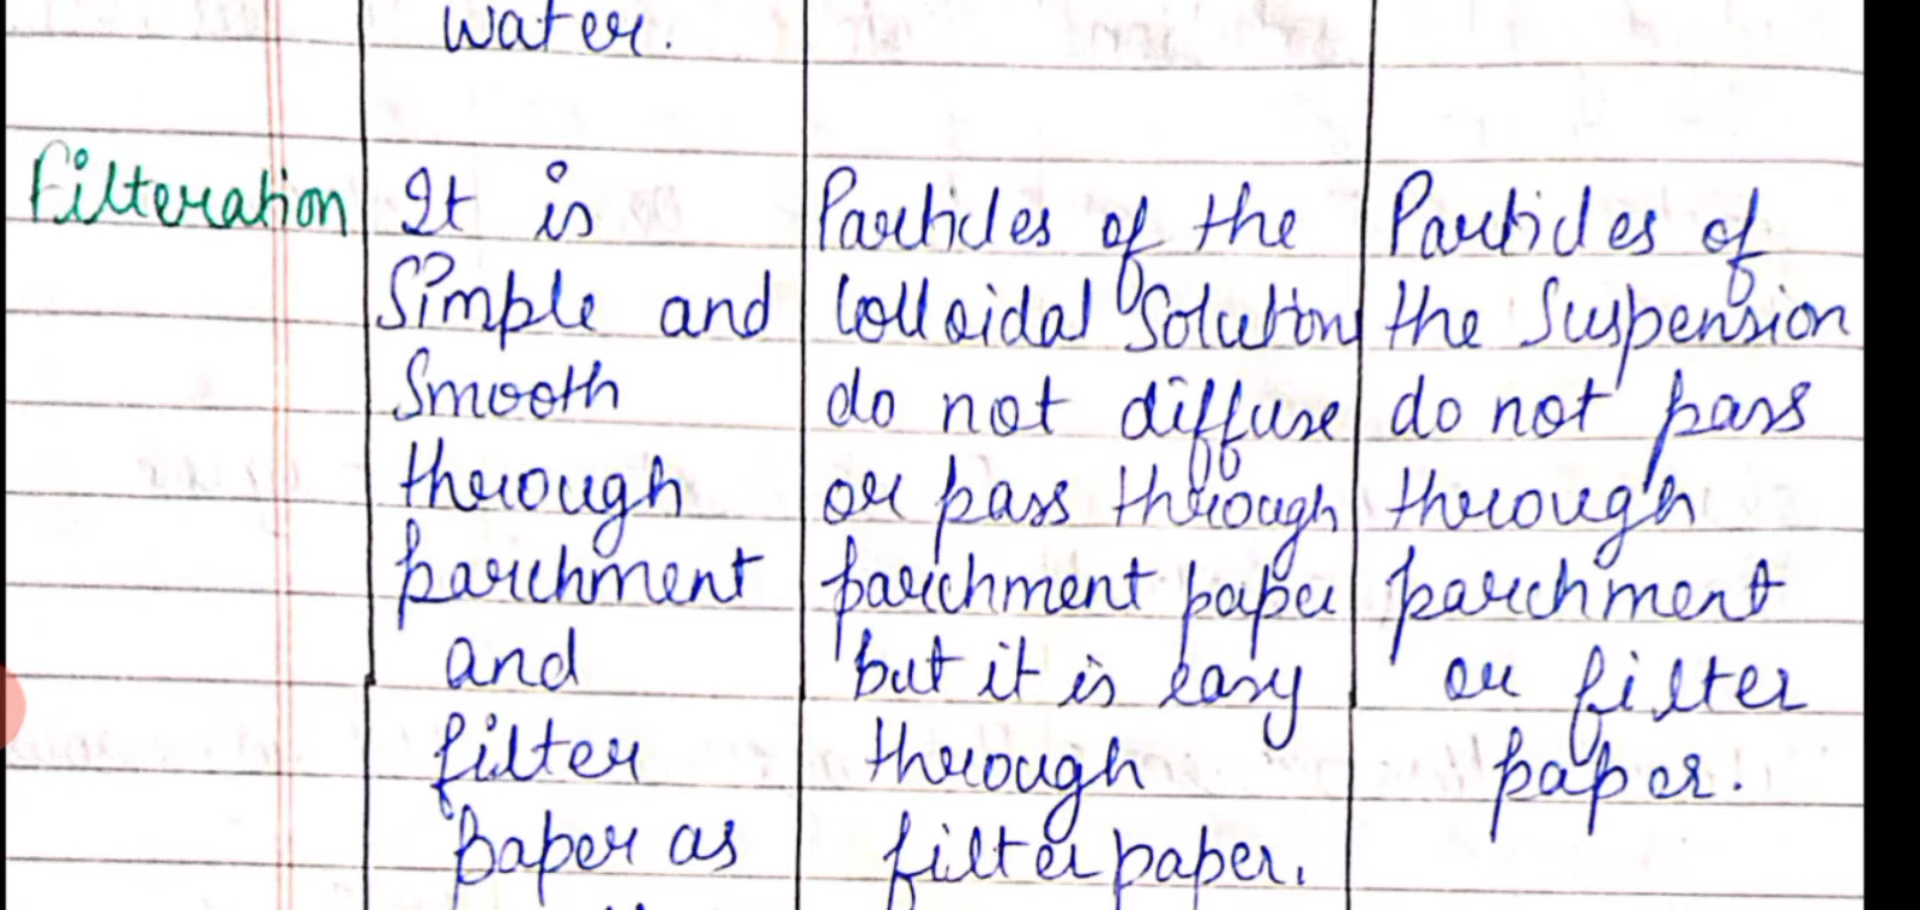 water.
Filteration
It is
Simple and
Smooth
through
parchment
and
filter
paper as
Particles of the
Colloidal Solution
do not diffuse
or pass through
parchment paper
but it is easy
through
filter paper.
Particles of
the Suspension
do not pass
through
parchment
or filter
paper.